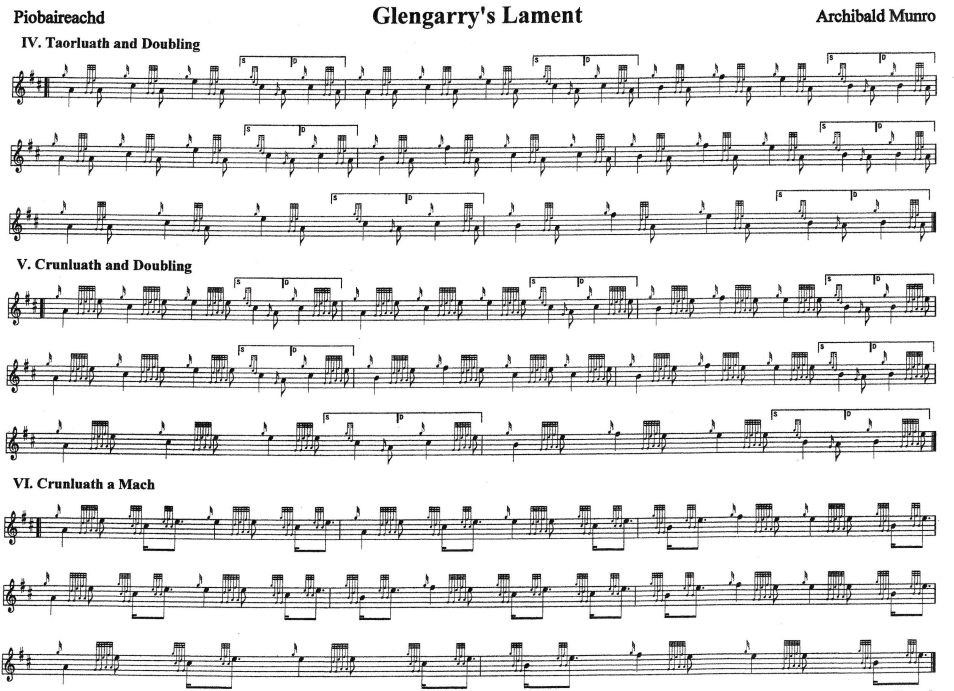 Piobaireachd Glengarry's Lament Archibald Munro
IV. Taorluath and Doubling
S D S D S D
S D S D
S D S D
V. Crunluath and Doubling
S D S D S D
S D S D
S D S D
VI. Crunluath a Mach